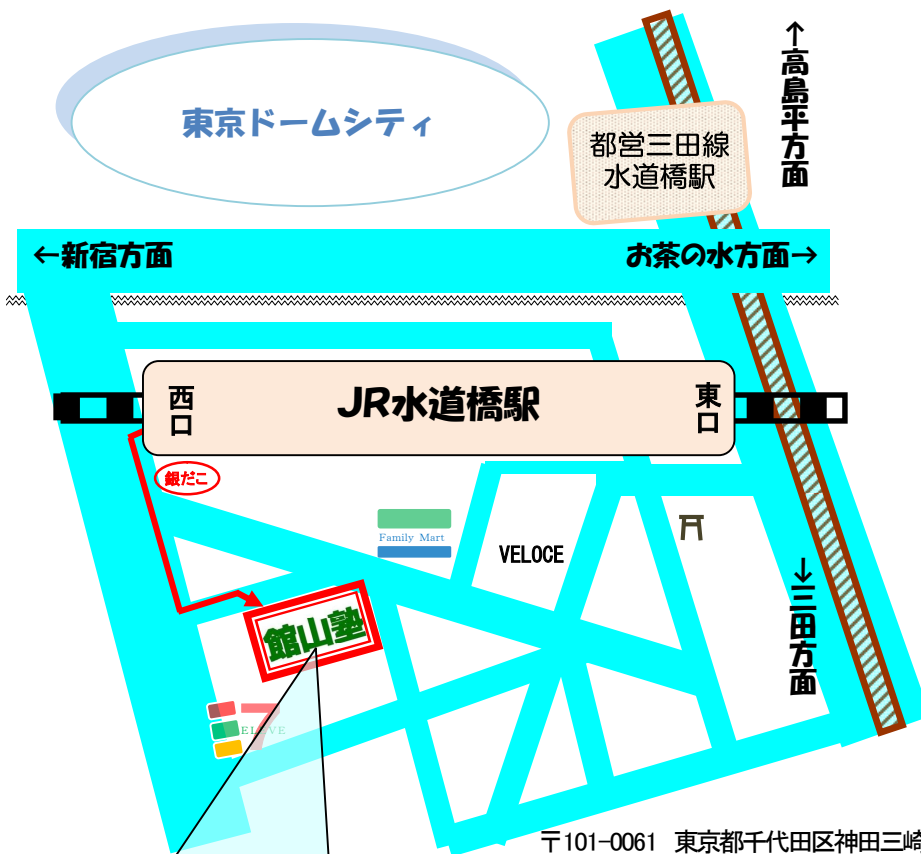 東京ドームシティ
↑高島平方面
都営三田線
水道橋駅
←新宿方面
お茶の水方面→
西口
JR水道橋駅
東口
銀だこ
Family Mart
VELOCE
↓三田方面
館山塾
〒101-0061 東京都千代田区神田三崎